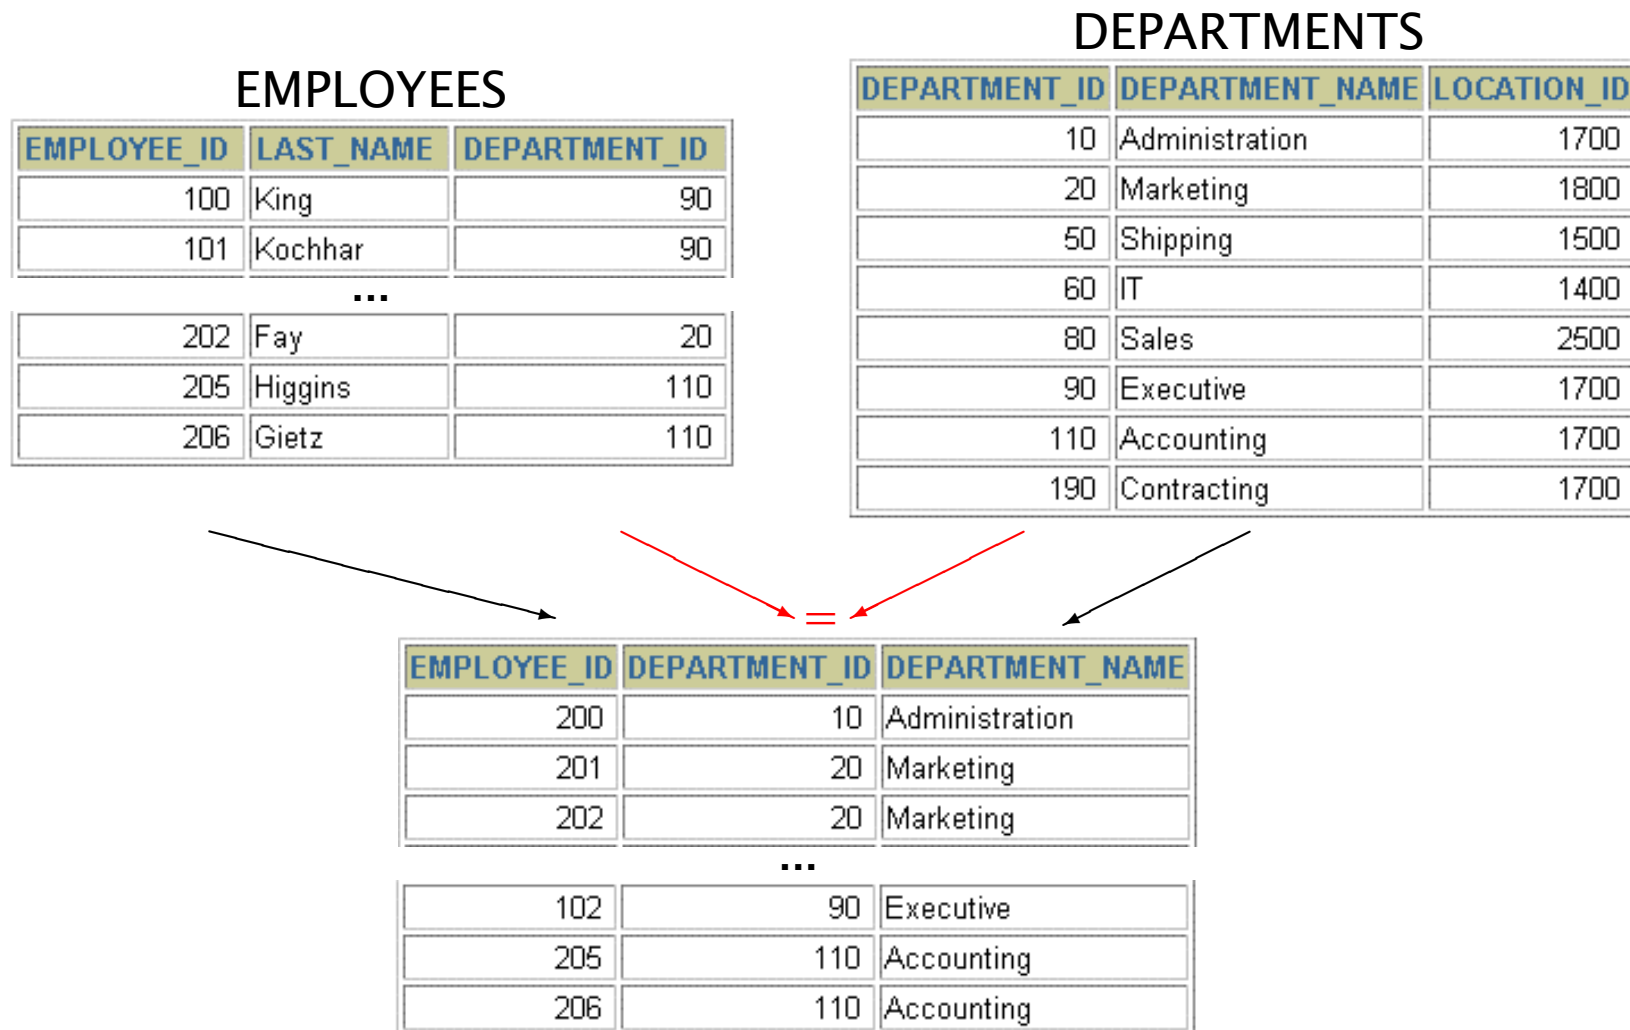 EMPLOYEES
EMPLOYEE_ID LAST_NAME DEPARTMENT_ID
100 King 90
101 Kochhar 90
...
202 Fay 20
205 Higgins 110
206 Gietz 110
DEPARTMENTS
DEPARTMENT_ID DEPARTMENT_NAME LOCATION_ID
10 Administration 1700
20 Marketing 1800
50 Shipping 1500
60 IT 1400
80 Sales 2500
90 Executive 1700
110 Accounting 1700
190 Contracting 1700
=
EMPLOYEE_ID DEPARTMENT_ID DEPARTMENT_NAME
200 10 Administration
201 20 Marketing
202 20 Marketing
...
102 90 Executive
205 110 Accounting
206 110 Accounting